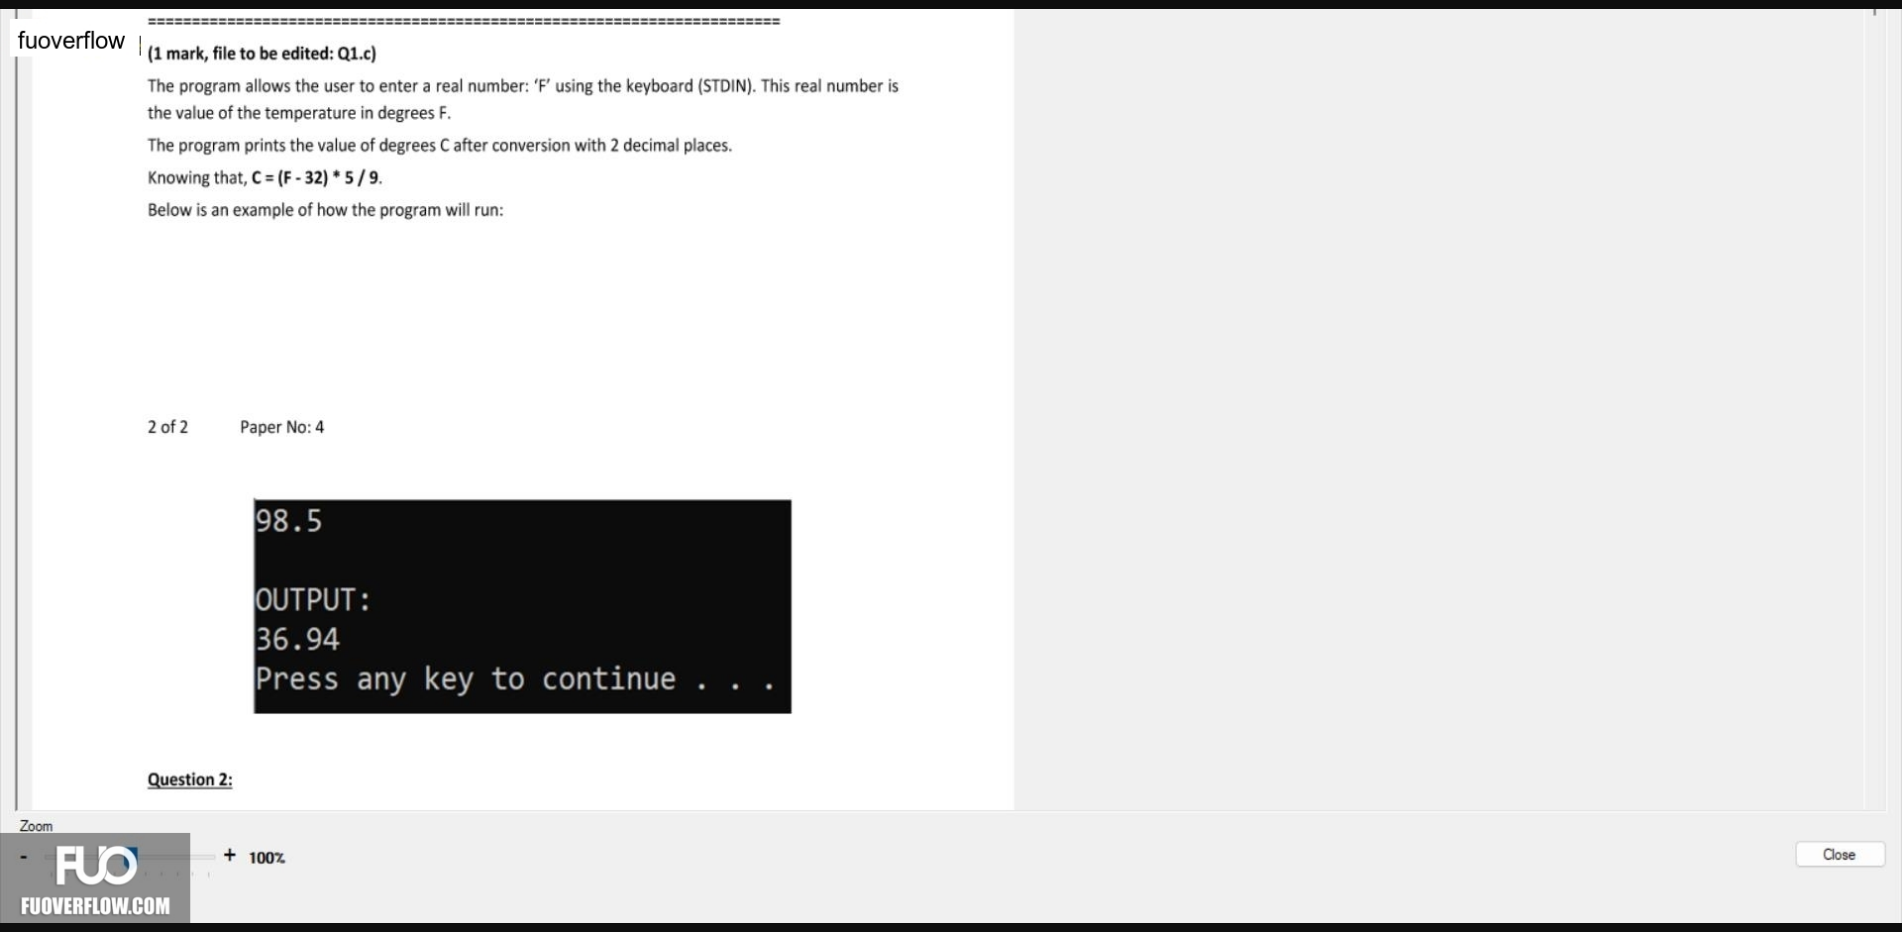 ===========================================================================
fuoverflow
(1 mark, file to be edited: Q1.c)
The program allows the user to enter a real number: ‘F’ using the keyboard (STDIN). This real number is
the value of the temperature in degrees F.
The program prints the value of degrees C after conversion with 2 decimal places.
Knowing that, C = (F - 32) * 5 / 9.
Below is an example of how the program will run:
2 of 2 Paper No: 4
98.5
OUTPUT:
36.94
Press any key to continue . . .
Question 2:
Zoom
- + 100%
Close
FUO
FUOVERFLOW.COM